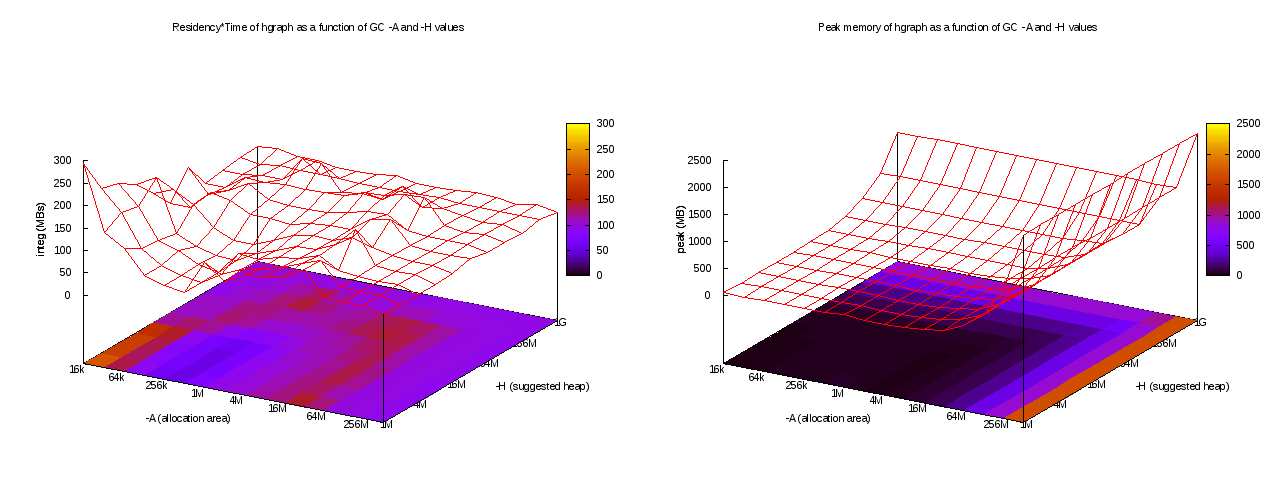 Residency*Time of hgraph as a function of GC -A and -H values
300
250
200
150
100
50
0
integ (MBs)
16k
64k
256k
1M
4M
16M
64M
256M
-A (allocation area)
1M
4M
16M
64M
256M
1G
-H (suggested heap)
300
250
200
150
100
50
0
Peak memory of hgraph as a function of GC -A and -H values
2500
2000
1500
1000
500
0
peak (MB)
16k
64k
256k
1M
4M
16M
64M
256M
-A (allocation area)
1M
4M
16M
64M
256M
1G
-H (suggested heap)
2500
2000
1500
1000
500
0